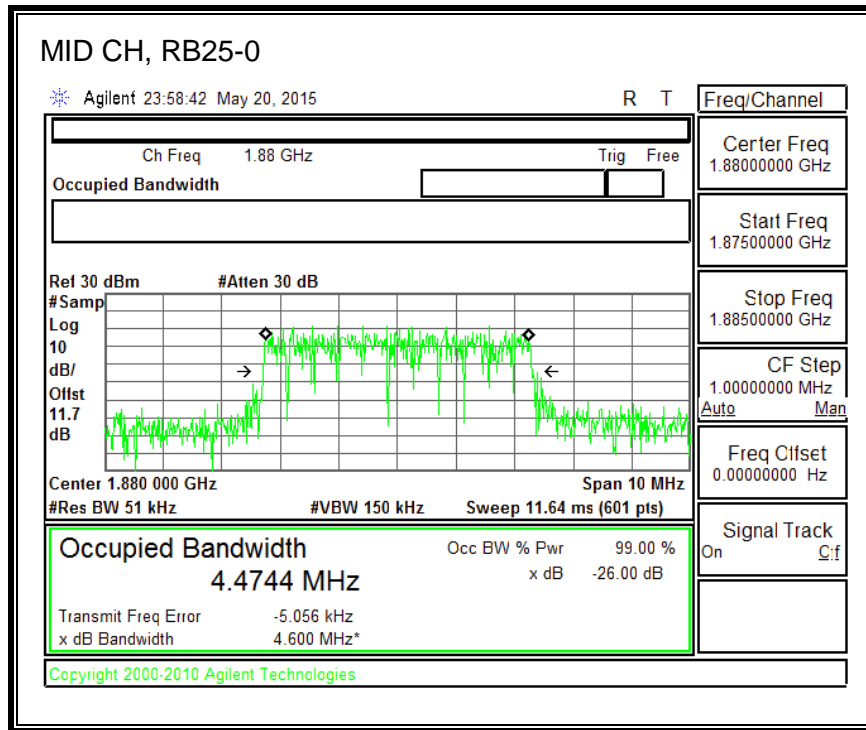 MID CH, RB25-0
Agilent 23:58:42 May 20, 2015 R T
Freq/Channel
Ch Freq 1.88 GHz Trig Free
Occupied Bandwidth
Center Freq
1.88000000 GHz
Start Freq
1.87500000 GHz
Stop Freq
1.88500000 GHz
CF Step
1.00000000 MHz
Auto Man
Freq Offset
0.00000000 Hz
Signal Track
On Off
Ref 30 dBm #Atten 30 dB
#Samp
Log
10
dB/
Offst
11.7
dB
Center 1.880 000 GHz Span 10 MHz
#Res BW 51 kHz #VBW 150 kHz Sweep 11.64 ms (601 pts)
Occupied Bandwidth
4.4744 MHz
Occ BW % Pwr 99.00 %
x dB -26.00 dB
Transmit Freq Error -5.056 kHz
x dB Bandwidth 4.600 MHz*
Copyright 2000-2010 Agilent Technologies